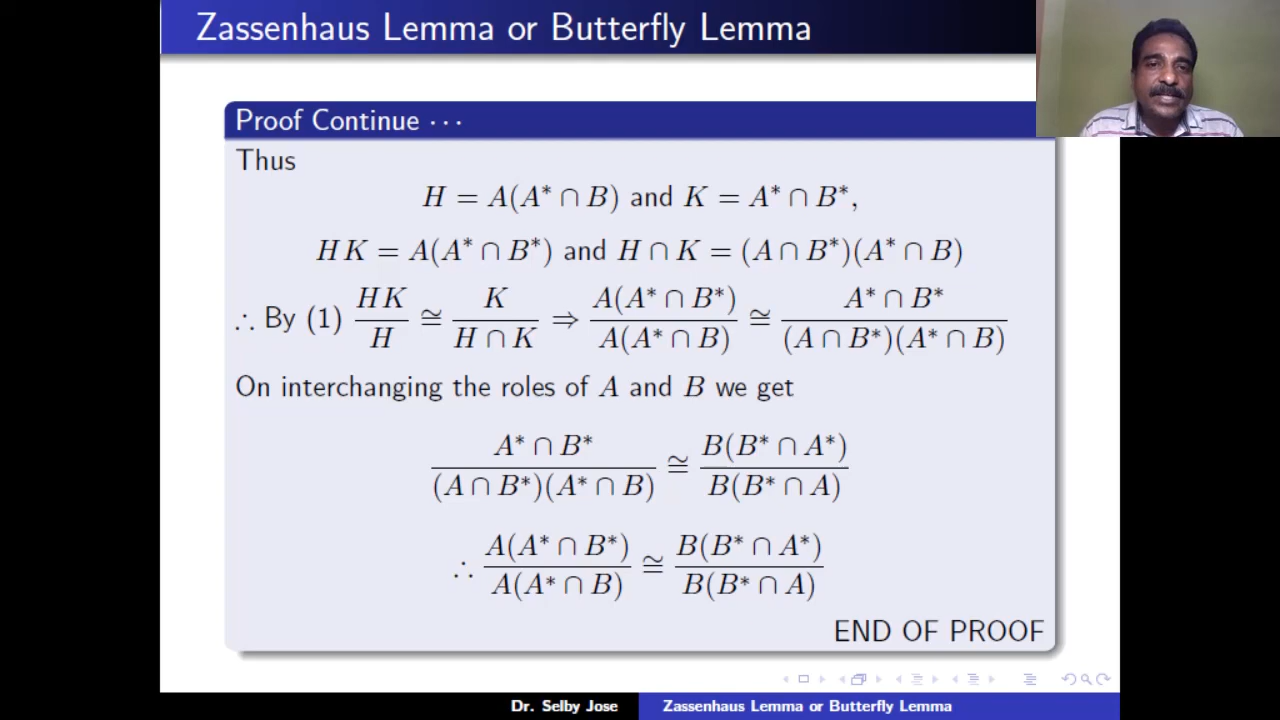 Zassenhaus Lemma or Butterfly Lemma
Proof Continue · · ·
Thus
H = A(A* ∩ B) and K = A* ∩ B*,
HK = A(A* ∩ B*) and H ∩ K = (A ∩ B*)(A* ∩ B)
∴ By (1) HK/H ≅ K/(H ∩ K) ⇒ A(A* ∩ B*)/A(A* ∩ B) ≅ (A* ∩ B*)/((A ∩ B*)(A* ∩ B))
On interchanging the roles of A and B we get
(A* ∩ B*)/((A ∩ B*)(A* ∩ B)) ≅ B(B* ∩ A*)/B(B* ∩ A)
∴ A(A* ∩ B*)/A(A* ∩ B) ≅ B(B* ∩ A*)/B(B* ∩ A)
END OF PROOF
Dr. Selby Jose Zassenhaus Lemma or Butterfly Lemma